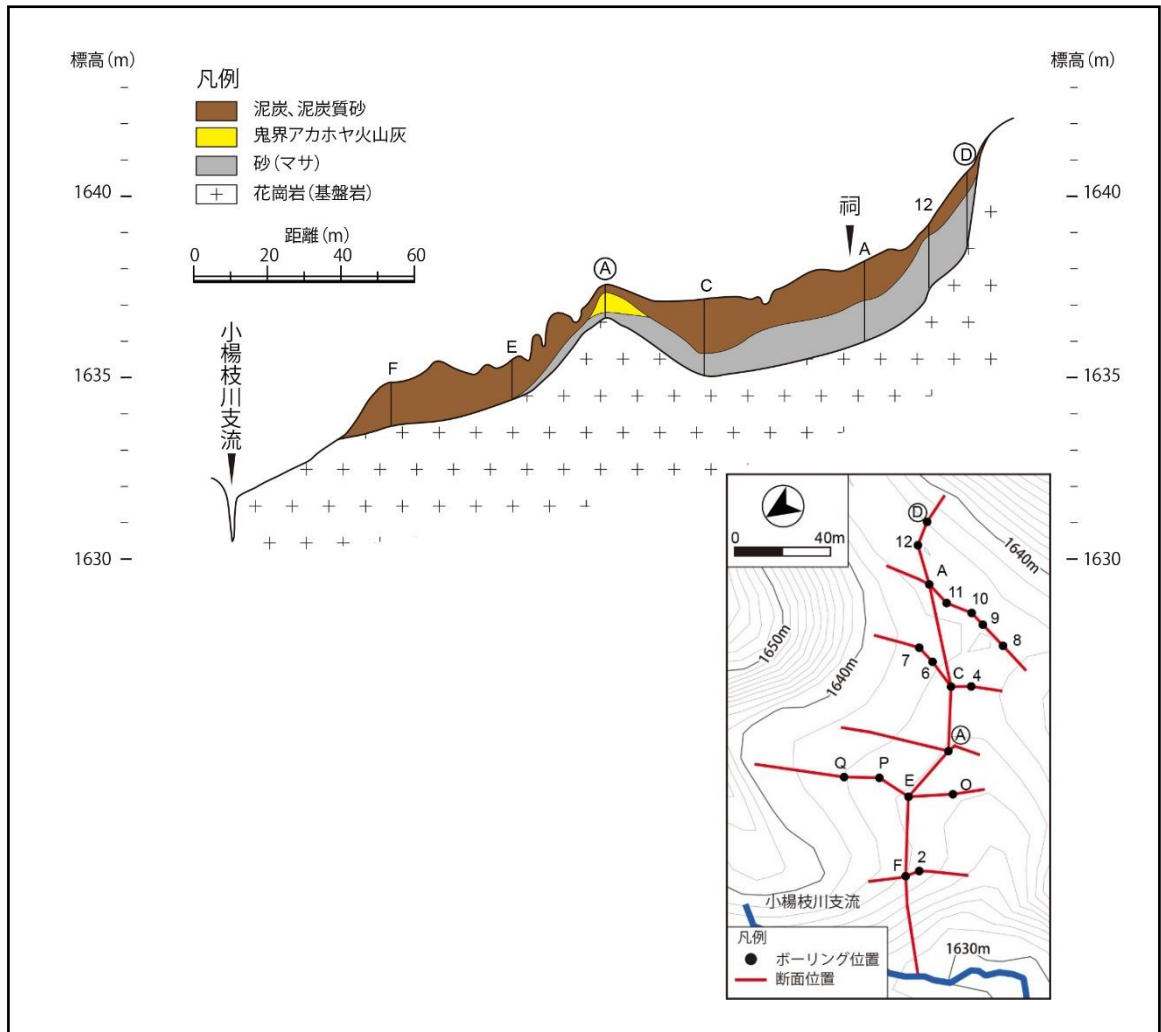 標高（m）
標高（m）
凡例
泥炭、泥炭質砂
鬼界アカホヤ火山灰
砂（マサ）
花崗岩（基盤岩）
距離（m）
0 20 40 60
1640
1640
1635
1635
1630
1630
小楊枝川支流
F
E
Ⓐ
C
祠
A
12
Ⓓ
0 40m
Ⓓ
12
1640m
A
11
10
9
8
1650m
1640m
7
6
C
4
Ⓐ
Q
P
E
O
F
2
小楊枝川支流
1630m
凡例
ボーリング位置
断面位置